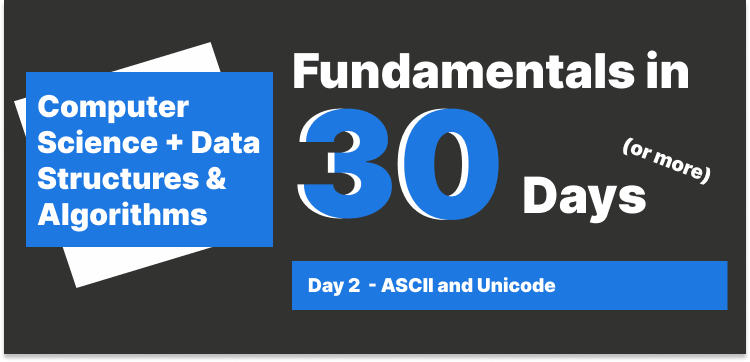 Computer
Science + Data
Structures &
Algorithms
Fundamentals in
30
Days
(or more)
Day 2 - ASCII and Unicode